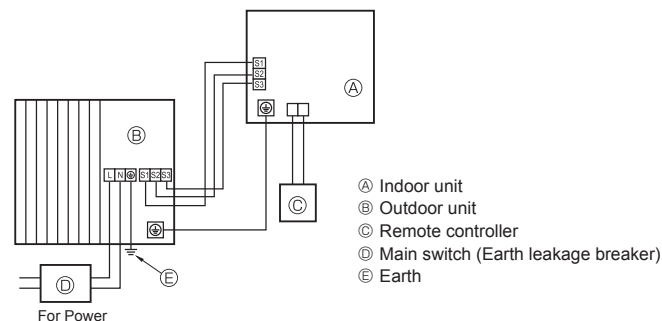 S1
S2
S3
Ⓐ
Ⓑ
L N S1 S2 S3
Ⓒ
Ⓓ
Ⓔ
For Power
Ⓐ Indoor unit
Ⓑ Outdoor unit
Ⓒ Remote controller
Ⓓ Main switch (Earth leakage breaker)
Ⓔ Earth